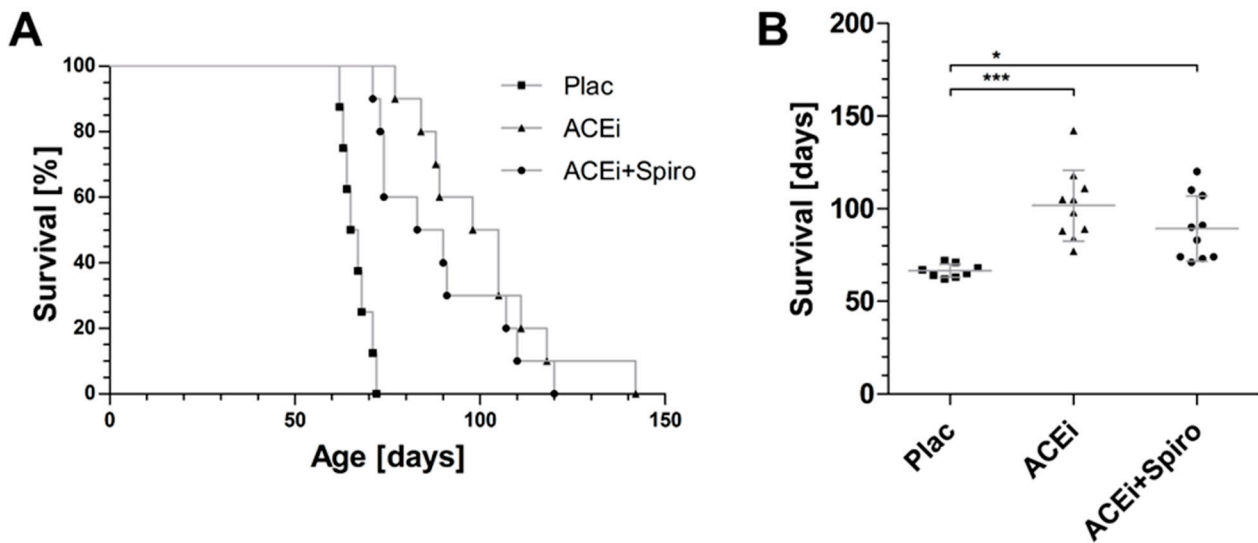 A
Survival [%]
100
80
60
40
20
0
0
50
100
150
Age [days]
Plac
ACEi
ACEi+Spiro
B
Survival [days]
200
150
100
50
0
*
***
Plac
ACEi
ACEi+Spiro